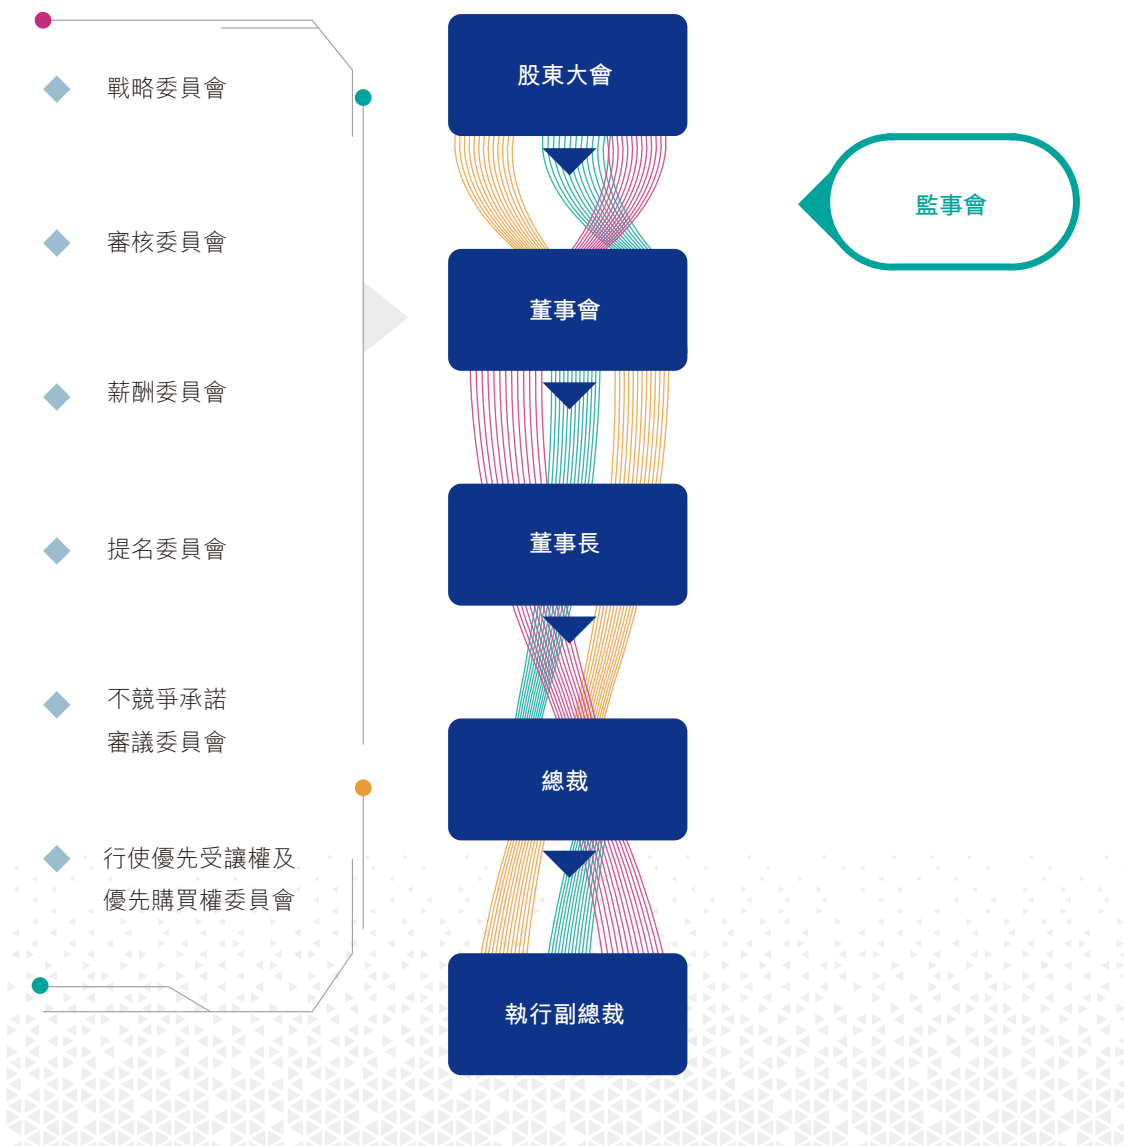 戰略委員會
審核委員會
薪酬委員會
提名委員會
不競爭承諾
審議委員會
行使優先受讓權及
優先購買權委員會
股東大會
董事會
董事長
總裁
執行副總裁
監事會